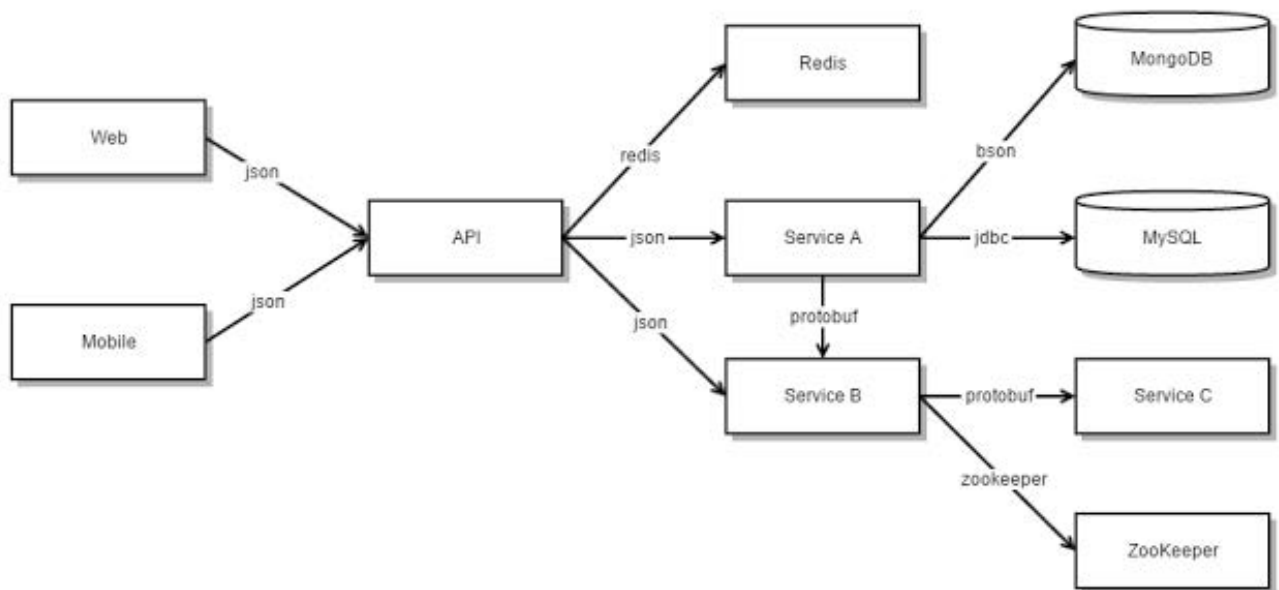 Redis
MongoDB
Web
json
redis
bson
API
json
Service A
jdbc
MySQL
json
Mobile
protobuf
json
Service B
protobuf
Service C
zookeeper
ZooKeeper